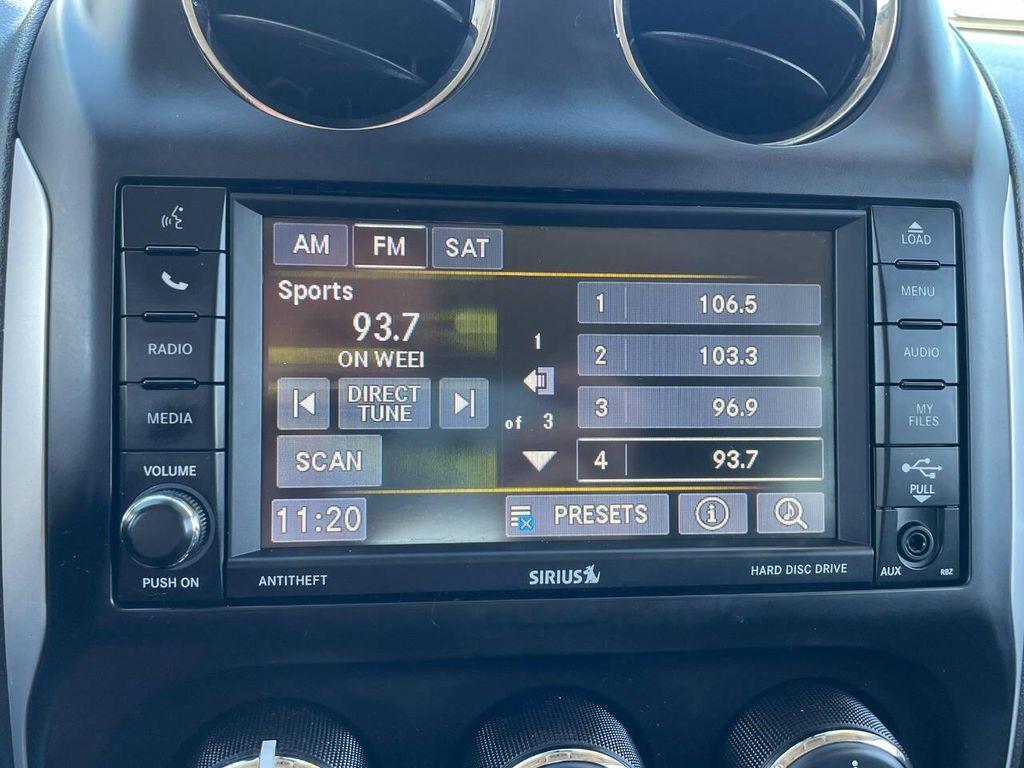 AM FM SAT
Sports
93.7
ON WEEI
DIRECT
TUNE
SCAN
11:20
1
of 3
1 106.5
2 103.3
3 96.9
4 93.7
PRESETS
i
RADIO
MEDIA
VOLUME
PUSH ON
ANTITHEFT
SIRIUS
HARD DISC DRIVE
LOAD
MENU
AUDIO
MY
FILES
PULL
AUX
RBZ